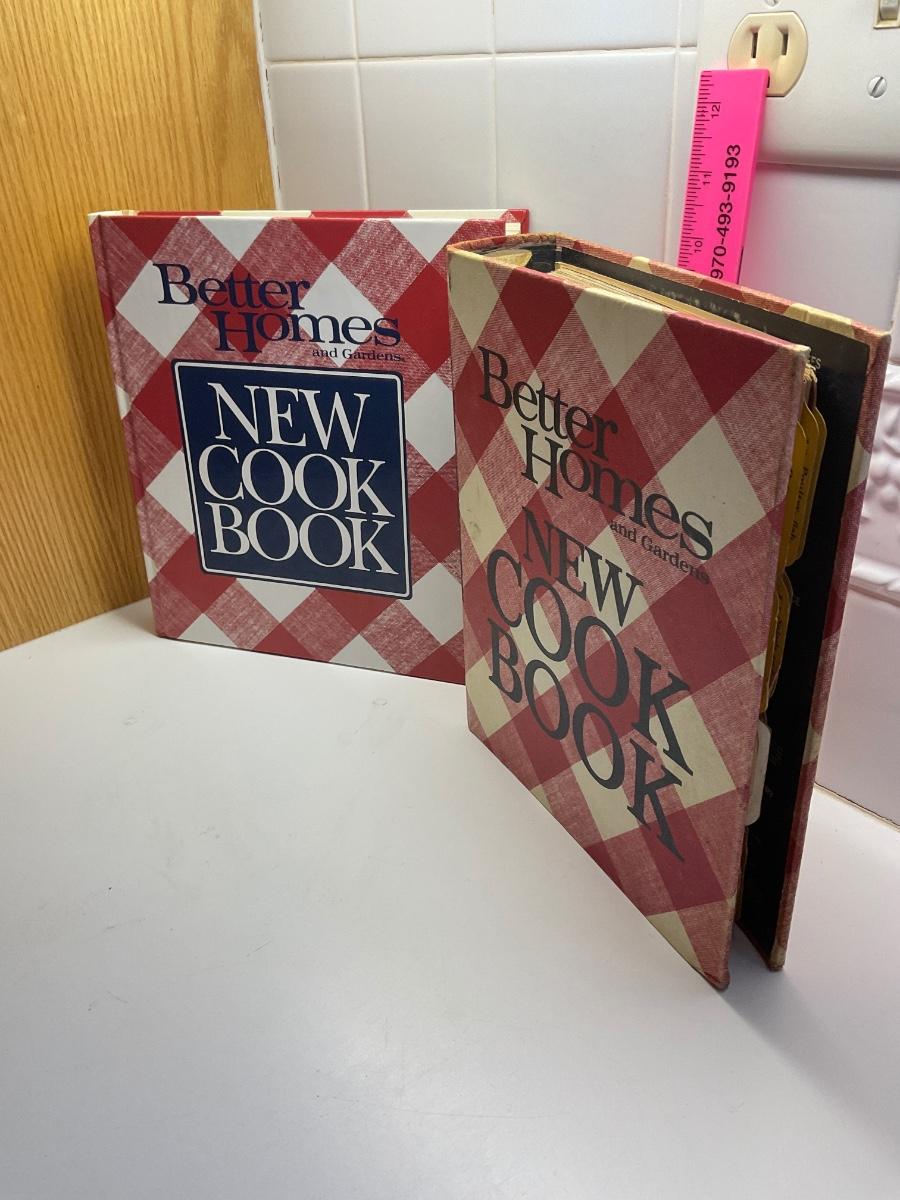 Better
Homes
and Gardens®
NEW
COOK
BOOK
Better
Homes
and Gardens
NEW
COOK
BOOK
12
11
10
970-493-9193